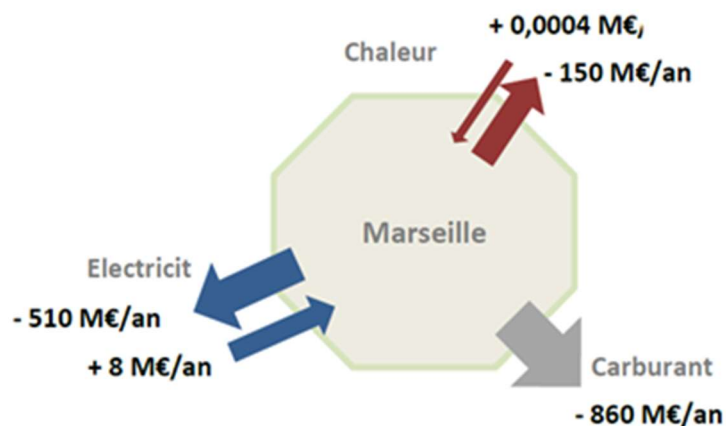 + 0,0004 M€,
Chaleur
- 150 M€/an
Marseille
Electricit
- 510 M€/an
+ 8 M€/an
Carburant
- 860 M€/an